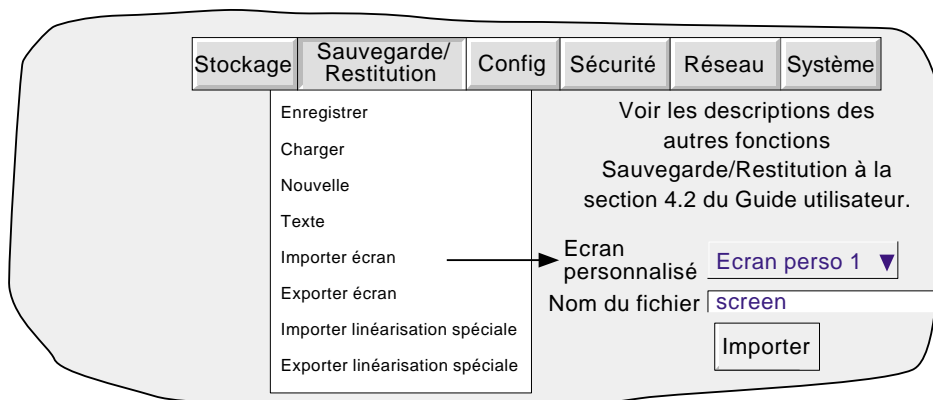 Stockage
Sauvegarde/
Restitution
Config
Sécurité
Réseau
Système
Enregistrer
Charger
Nouvelle
Texte
Importer écran
Exporter écran
Importer linéarisation spéciale
Exporter linéarisation spéciale
Voir les descriptions des
autres fonctions
Sauvegarde/Restitution à la
section 4.2 du Guide utilisateur.
Ecran
personnalisé
Ecran perso 1 ▼
Nom du fichier screen
Importer